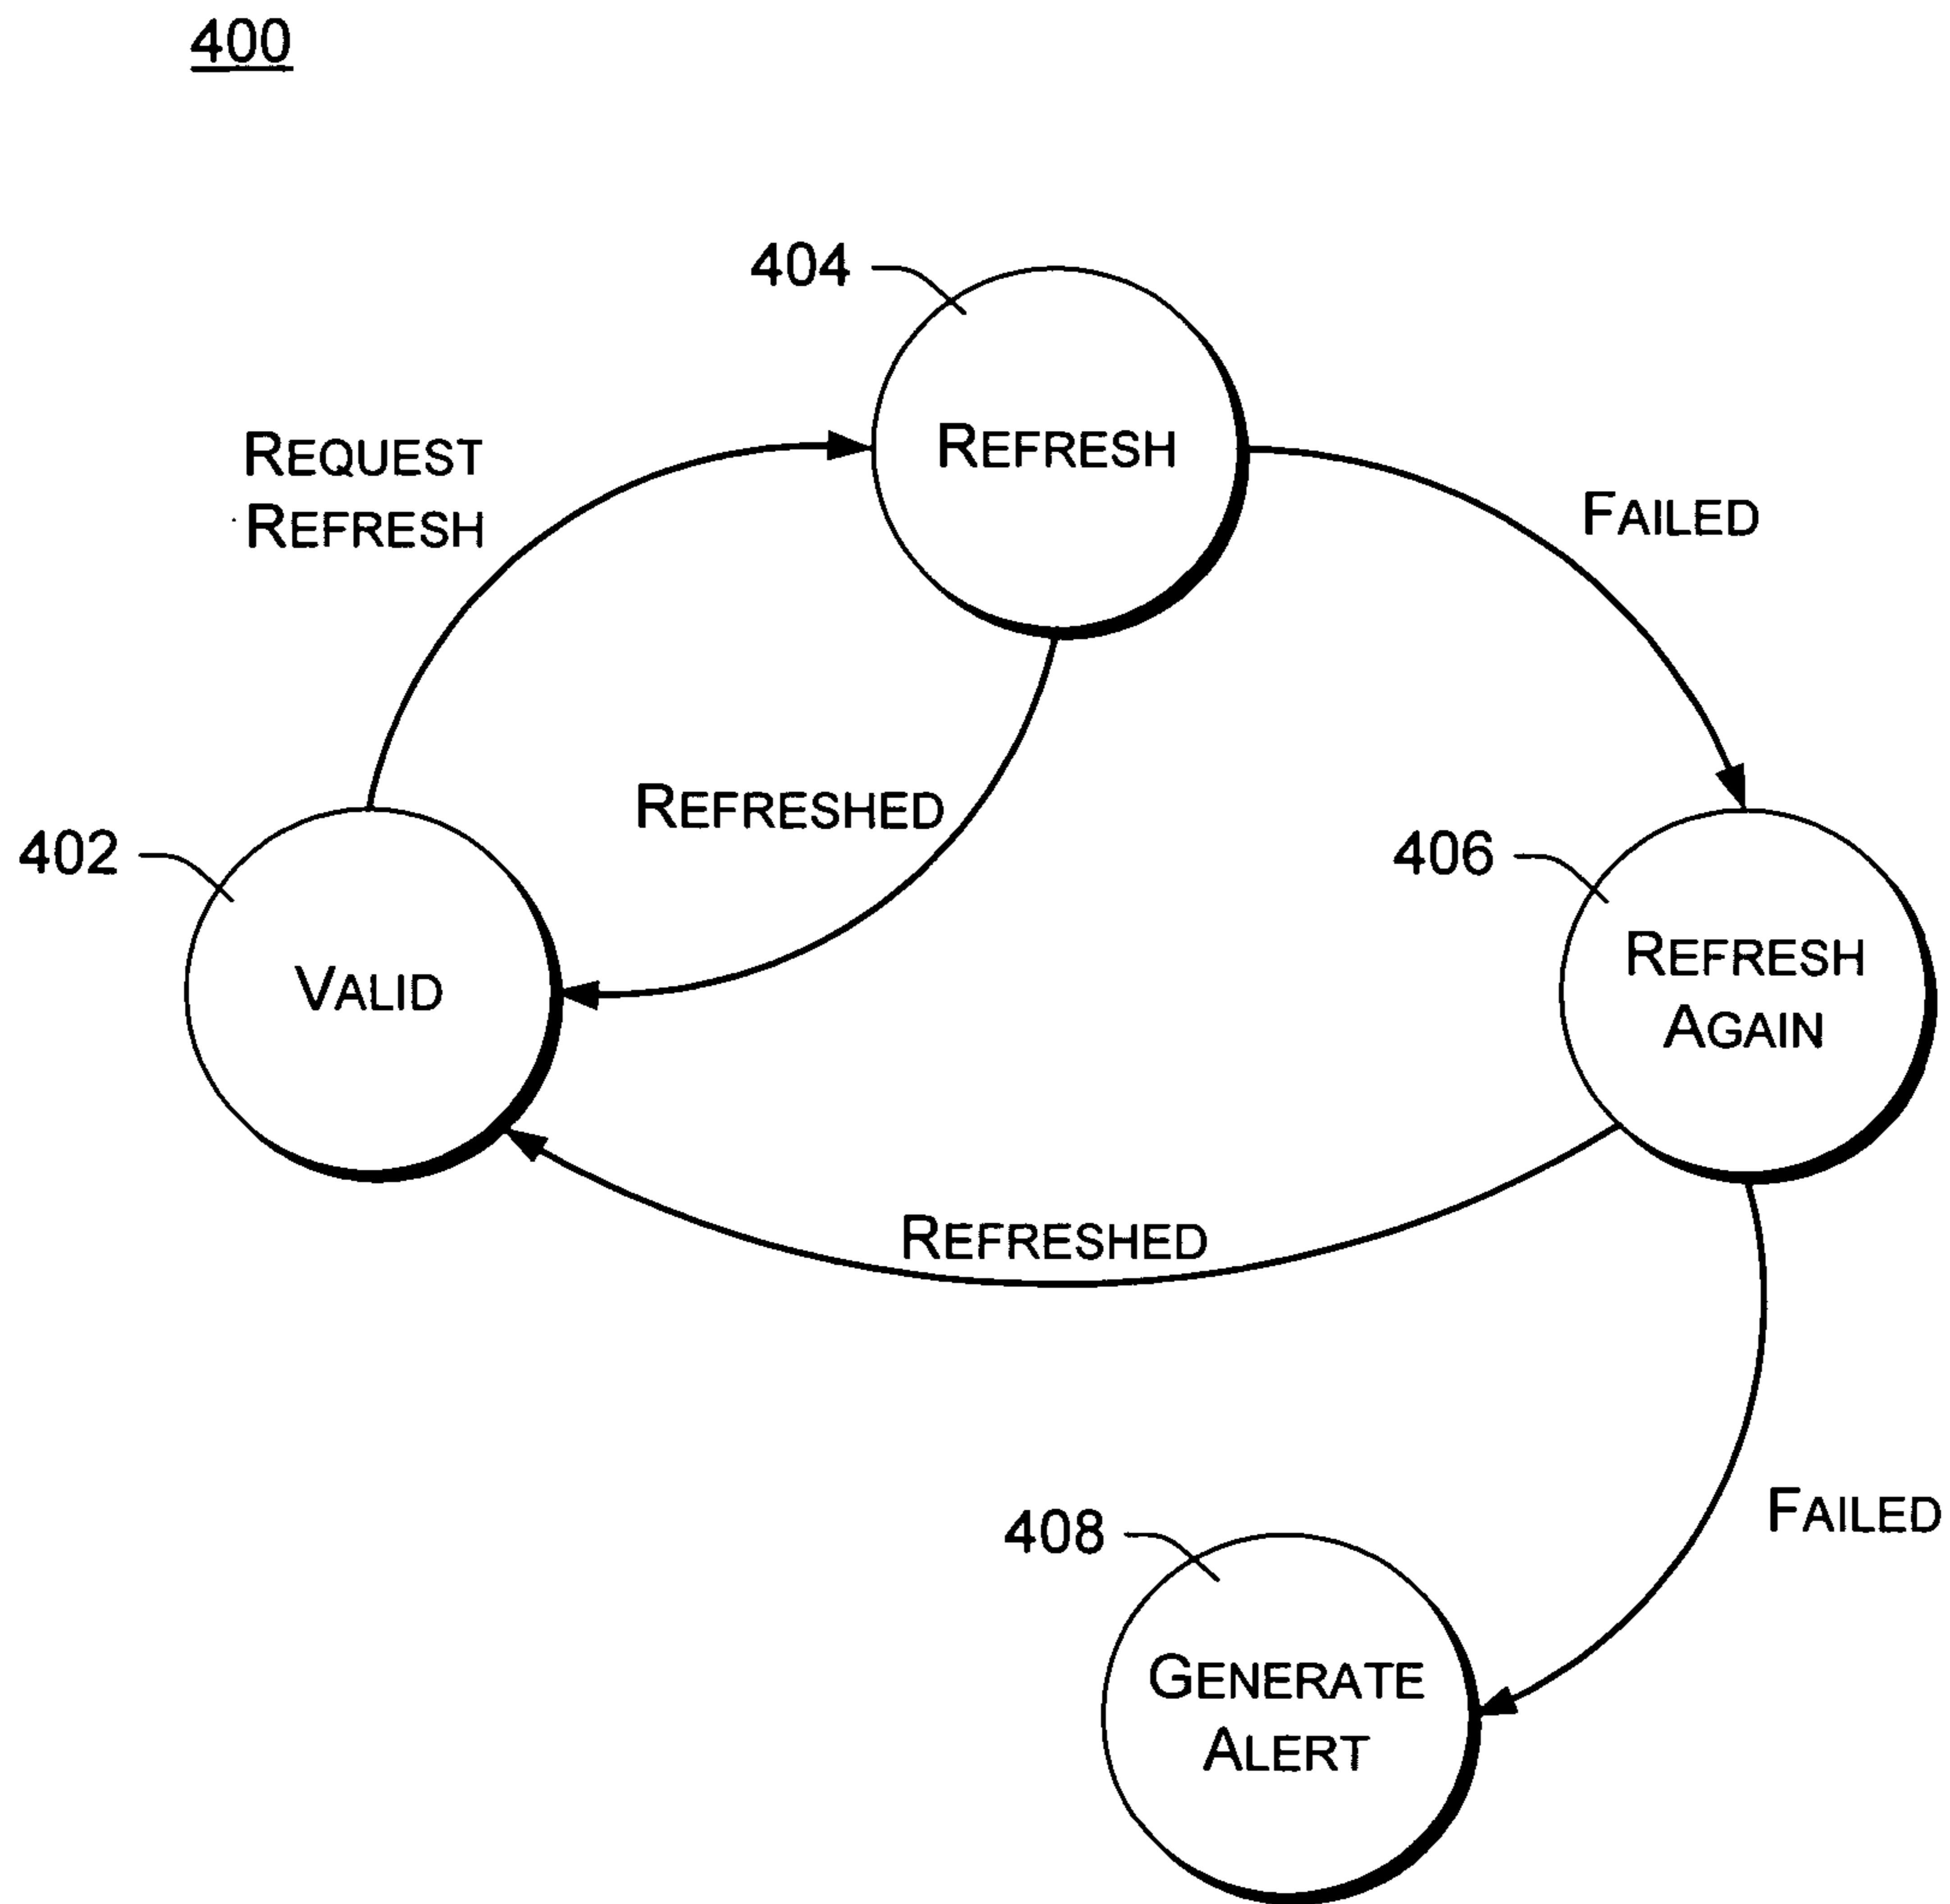 400
404
REFRESH
REQUEST
REFRESH
FAILED
REFRESHED
402
VALID
406
REFRESH
AGAIN
REFRESHED
FAILED
408
GENERATE
ALERT